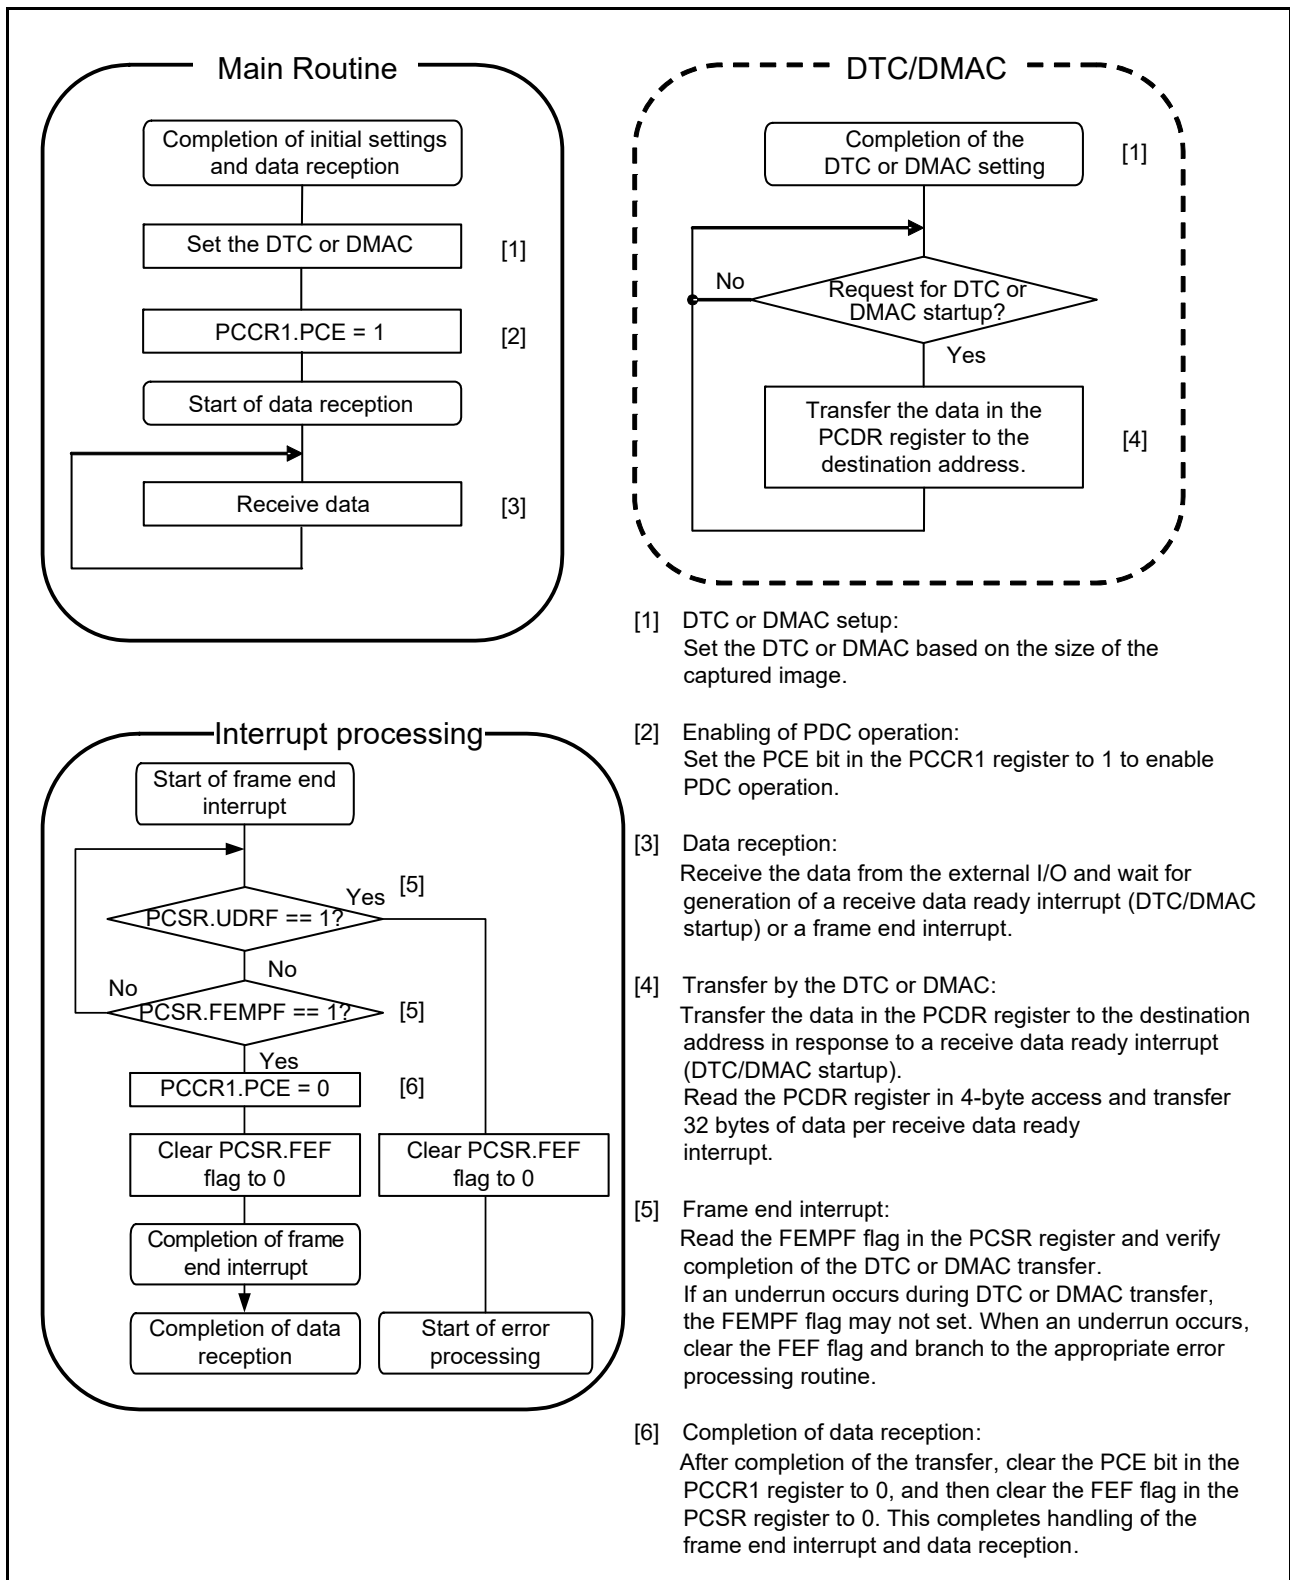 Main Routine
Completion of initial settings
and data reception
Set the DTC or DMAC
[1]
PCCR1.PCE = 1
[2]
Start of data reception
Receive data
[3]
DTC/DMAC
Completion of the
DTC or DMAC setting
[1]
No
Request for DTC or
DMAC startup?
Yes
Transfer the data in the
PCDR register to the
destination address.
[4]
Interrupt processing
Start of frame end
interrupt
Yes
[5]
PCSR.UDRF == 1?
No
No
PCSR.FEMPF == 1?
[5]
Yes
PCCR1.PCE = 0
[6]
Clear PCSR.FEF
flag to 0
Clear PCSR.FEF
flag to 0
Completion of frame
end interrupt
Completion of data
reception
Start of error
processing
[1] DTC or DMAC setup:
Set the DTC or DMAC based on the size of the
captured image.
[2] Enabling of PDC operation:
Set the PCE bit in the PCCR1 register to 1 to enable
PDC operation.
[3] Data reception:
Receive the data from the external I/O and wait for
generation of a receive data ready interrupt (DTC/DMAC
startup) or a frame end interrupt.
[4] Transfer by the DTC or DMAC:
Transfer the data in the PCDR register to the destination
address in response to a receive data ready interrupt
(DTC/DMAC startup).
Read the PCDR register in 4-byte access and transfer
32 bytes of data per receive data ready
interrupt.
[5] Frame end interrupt:
Read the FEMPF flag in the PCSR register and verify
completion of the DTC or DMAC transfer.
If an underrun occurs during DTC or DMAC transfer,
the FEMPF flag may not set. When an underrun occurs,
clear the FEF flag and branch to the appropriate error
processing routine.
[6] Completion of data reception:
After completion of the transfer, clear the PCE bit in the
PCCR1 register to 0, and then clear the FEF flag in the
PCSR register to 0. This completes handling of the
frame end interrupt and data reception.